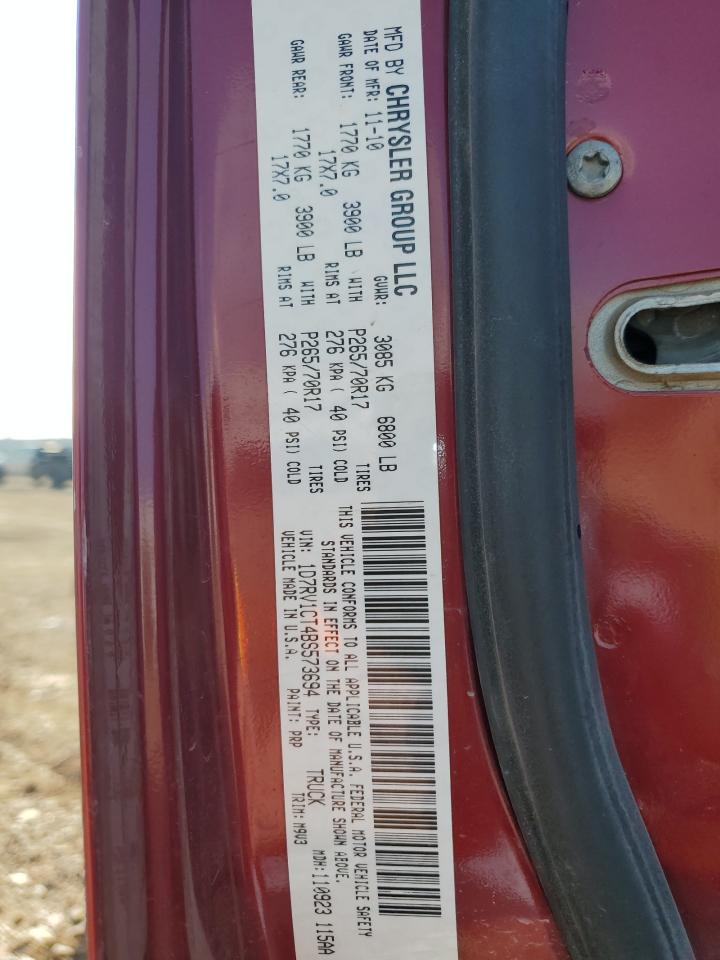 MFD BY CHRYSLER GROUP LLC
DATE OF MFR: 11-10 GVWR: 3085 KG 6800 LB
GAWR FRONT: 1770 KG 3900 LB WITH P265/70R17 TIRES
17X7.0 RIMS AT 276 KPA ( 40 PSI) COLD
GAWR REAR: 1770 KG 3900 LB WITH P265/70R17 TIRES
17X7.0 RIMS AT 276 KPA ( 40 PSI) COLD
THIS VEHICLE CONFORMS TO ALL APPLICABLE U.S.A. FEDERAL MOTOR VEHICLE SAFETY
STANDARDS IN EFFECT ON THE DATE OF MANUFACTURE SHOWN ABOVE.
VIN: 1D7RV1CT4BS573694 TYPE: TRUCK MDH:110923 115AA
VEHICLE MADE IN U.S.A. PAINT: PRP TRIM: M9V3